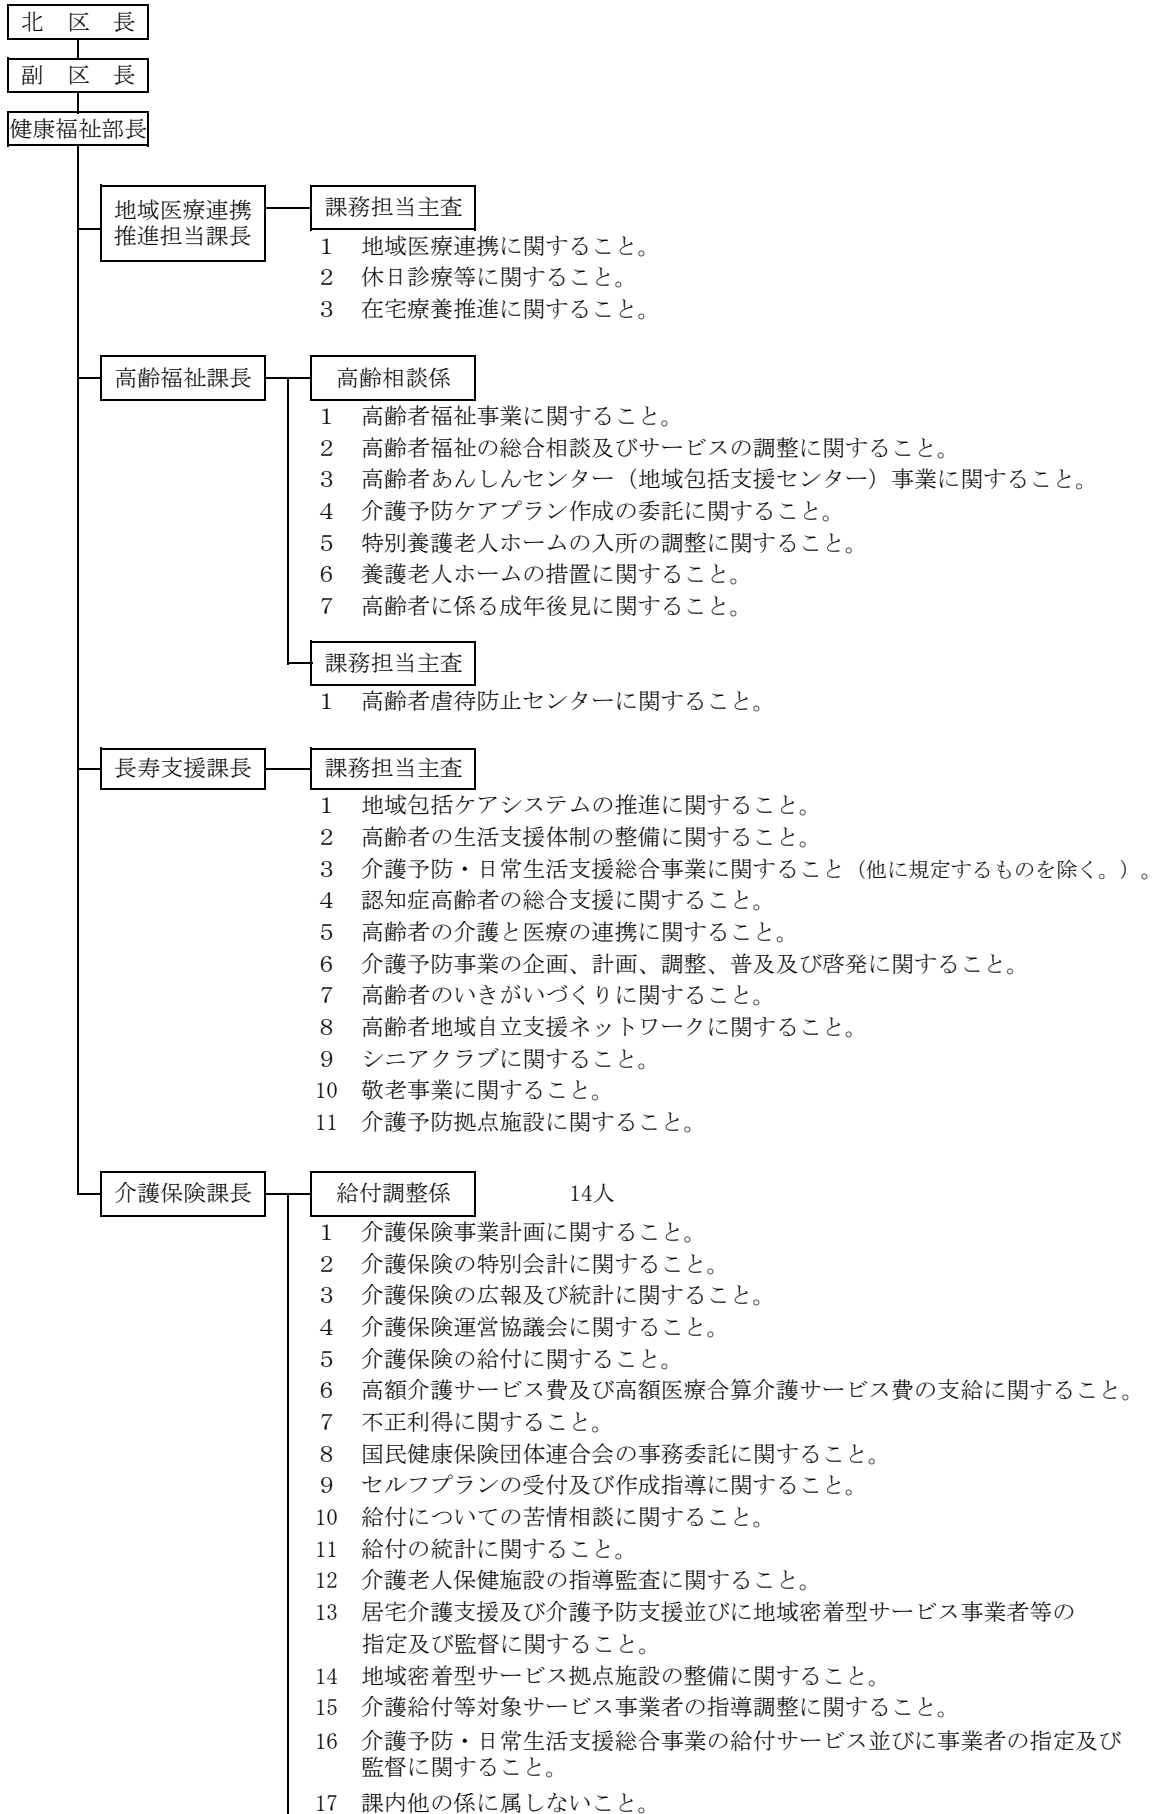 北　区　長
副　区　長
健康福祉部長
地域医療連携
推進担当課長
課務担当主査
1　地域医療連携に関すること。
2　休日診療等に関すること。
3　在宅療養推進に関すること。
高齢福祉課長
高齢相談係
1　高齢者福祉事業に関すること。
2　高齢者福祉の総合相談及びサービスの調整に関すること。
3　高齢者あんしんセンター（地域包括支援センター）事業に関すること。
4　介護予防ケアプラン作成の委託に関すること。
5　特別養護老人ホームの入所の調整に関すること。
6　養護老人ホームの措置に関すること。
7　高齢者に係る成年後見に関すること。
課務担当主査
1　高齢者虐待防止センターに関すること。
長寿支援課長
課務担当主査
1　地域包括ケアシステムの推進に関すること。
2　高齢者の生活支援体制の整備に関すること。
3　介護予防・日常生活支援総合事業に関すること（他に規定するものを除く。）。
4　認知症高齢者の総合支援に関すること。
5　高齢者の介護と医療の連携に関すること。
6　介護予防事業の企画、計画、調整、普及及び啓発に関すること。
7　高齢者のいきがいづくりに関すること。
8　高齢者地域自立支援ネットワークに関すること。
9　シニアクラブに関すること。
10　敬老事業に関すること。
11　介護予防拠点施設に関すること。
介護保険課長
給付調整係　14人
1　介護保険事業計画に関すること。
2　介護保険の特別会計に関すること。
3　介護保険の広報及び統計に関すること。
4　介護保険運営協議会に関すること。
5　介護保険の給付に関すること。
6　高額介護サービス費及び高額医療合算介護サービス費の支給に関すること。
7　不正利得に関すること。
8　国民健康保険団体連合会の事務委託に関すること。
9　セルフプランの受付及び作成指導に関すること。
10　給付についての苦情相談に関すること。
11　給付の統計に関すること。
12　介護老人保健施設の指導監査に関すること。
13　居宅介護支援及び介護予防支援並びに地域密着型サービス事業者等の
指定及び監督に関すること。
14　地域密着型サービス拠点施設の整備に関すること。
15　介護給付等対象サービス事業者の指導調整に関すること。
16　介護予防・日常生活支援総合事業の給付サービス並びに事業者の指定及び
監督に関すること。
17　課内他の係に属しないこと。